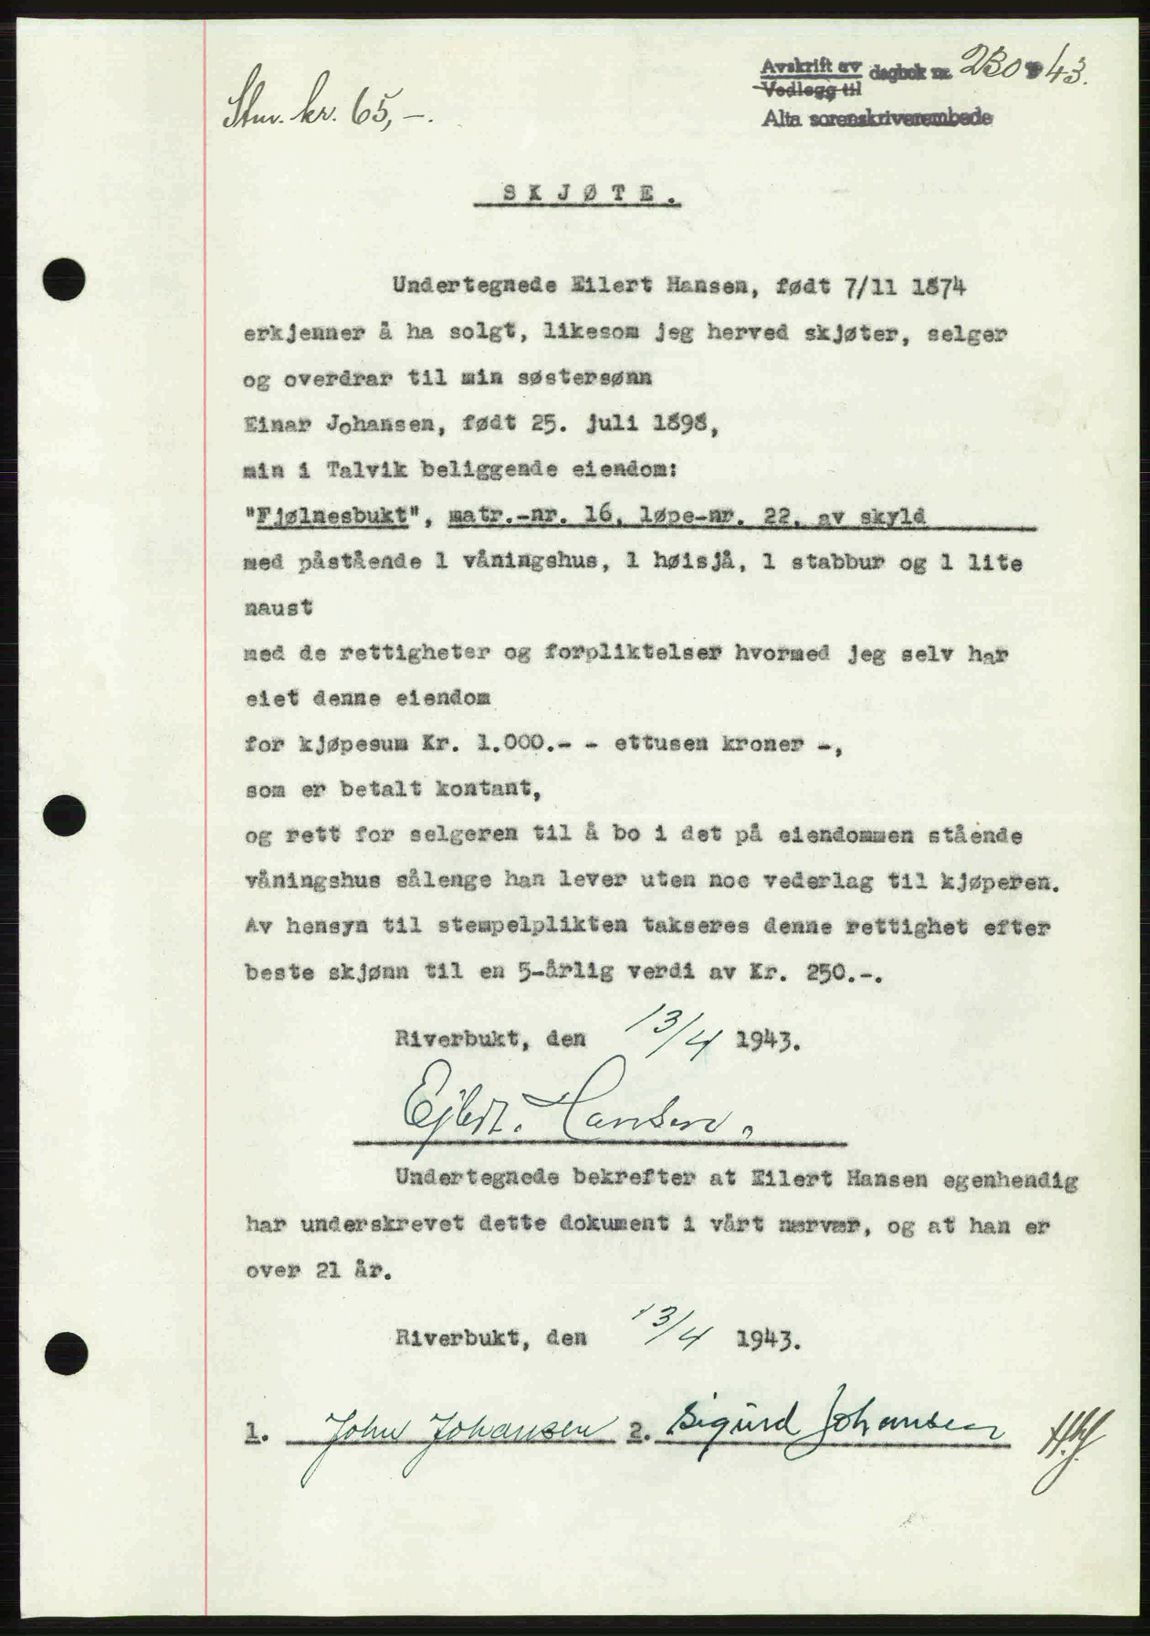 Avskrift av dagbok nr. 230 43.
Vedlegg til
Alta sorenskriverembede
kr. 65,-.
SKJØTE.
Undertegnede Eilert Hansen, født 7/11 1874
erkjenner å ha solgt, likesom jeg herved skjøter, selger
og overdrar til min søstersønn
Einar Johansen, født 25. juli 1898,
min i Talvik beliggende eiendom:
"Fjølnesbukt", matr.-nr. 16, løpe-nr. 22, av skyld
med påstående 1 våningshus, 1 høisjå, 1 stabbur og 1 lite
naust
med de rettigheter og forpliktelser hvormed jeg selv har
eiet denne eiendom
for kjøpesum Kr. 1.000.- - ettusen kroner -,
som er betalt kontant,
og rett for selgeren til å bo i det på eiendommen stående
våningshus sålenge han lever uten noe vederlag til kjøperen.
Av hensyn til stempelplikten takseres denne rettighet efter
beste skjønn til en 5-årlig verdi av Kr. 250.-.
Riverbukt, den 13/4 1943.
Ejlert. Hansen.
Undertegnede bekrefter at Eilert Hansen egenhendig
har underskrevet dette dokument i vårt nærvær, og at han er
over 21 år.
Riverbukt, den 13/4 1943.
1. John Johansen 2. Sigurd Johansen